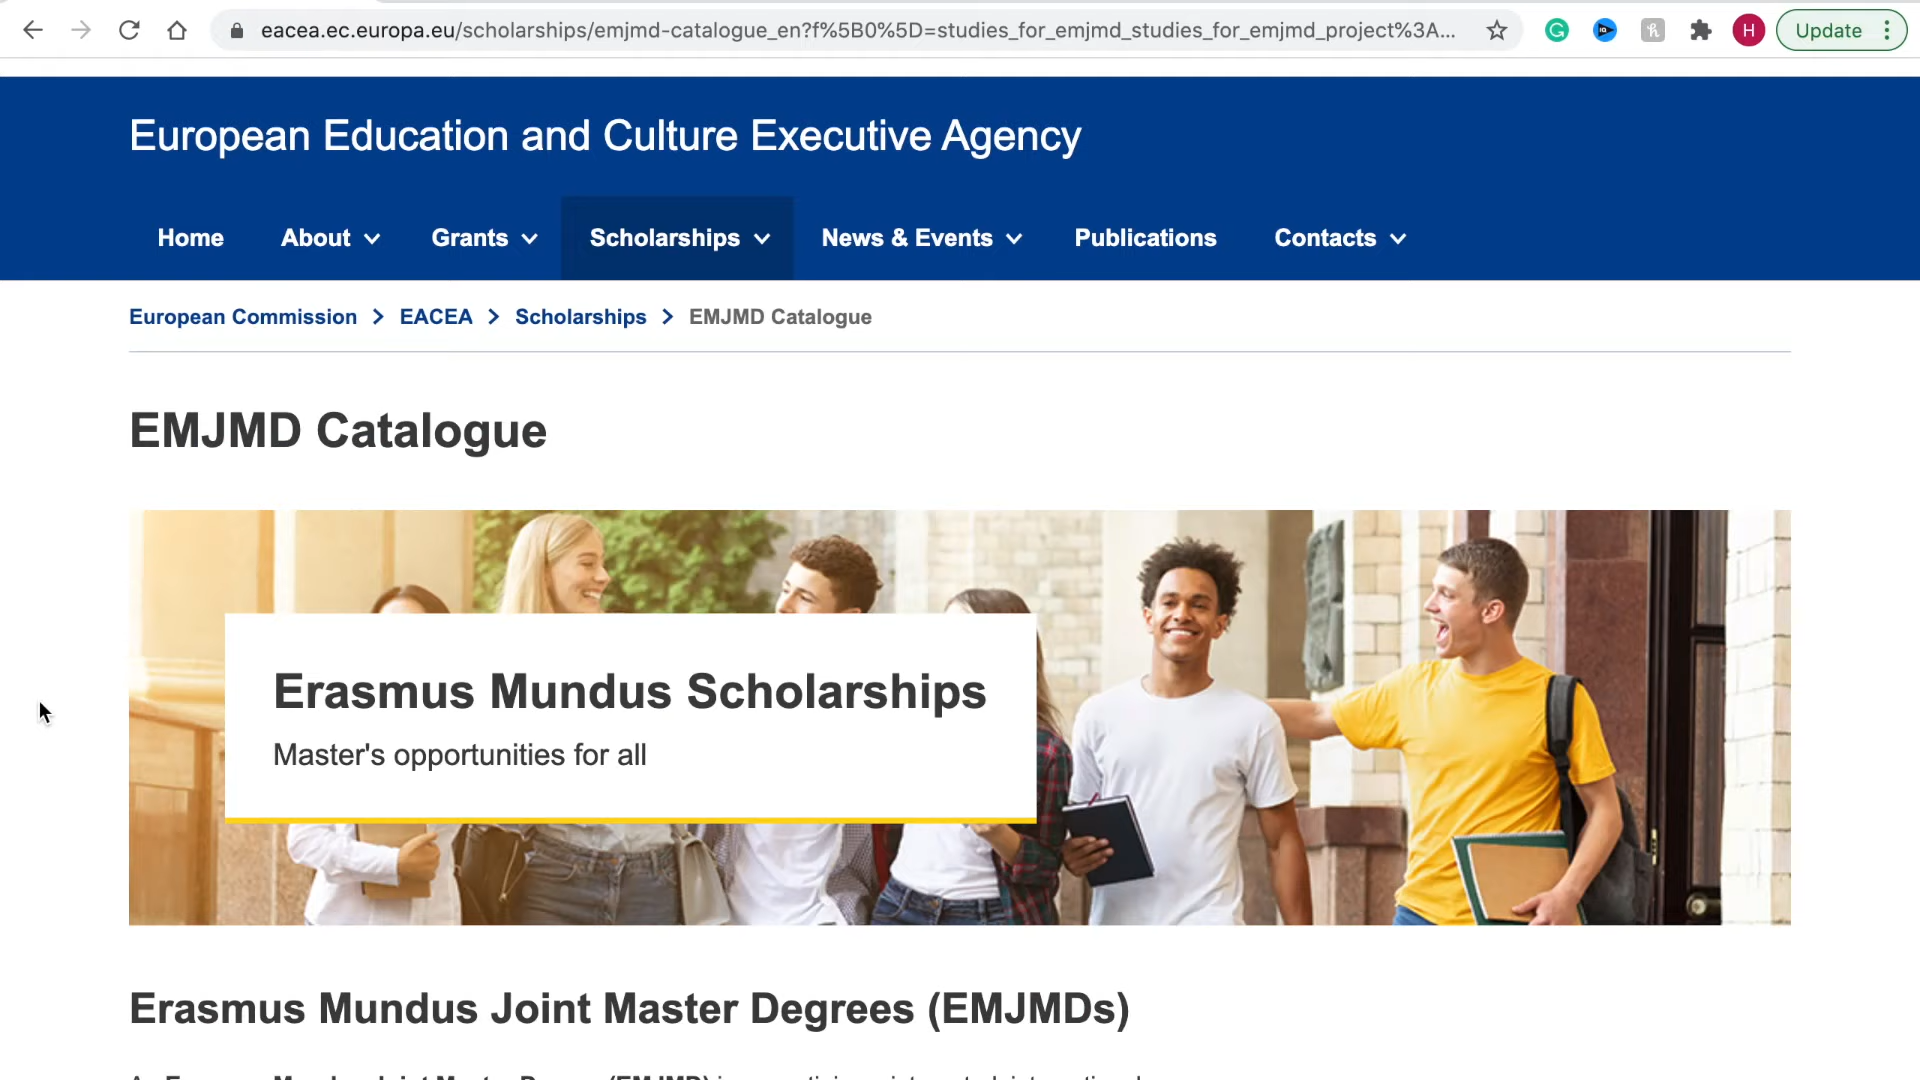 eacea.ec.europa.eu/scholarships/emjmd-catalogue_en?f%5B0%5D=studies_for_emjmd_studies_for_emjmd_project%3A...
H
Update
European Education and Culture Executive Agency
Home About Grants Scholarships News & Events Publications Contacts
European Commission > EACEA > Scholarships > EMJMD Catalogue
EMJMD Catalogue
Erasmus Mundus Scholarships
Master's opportunities for all
Erasmus Mundus Joint Master Degrees (EMJMDs)